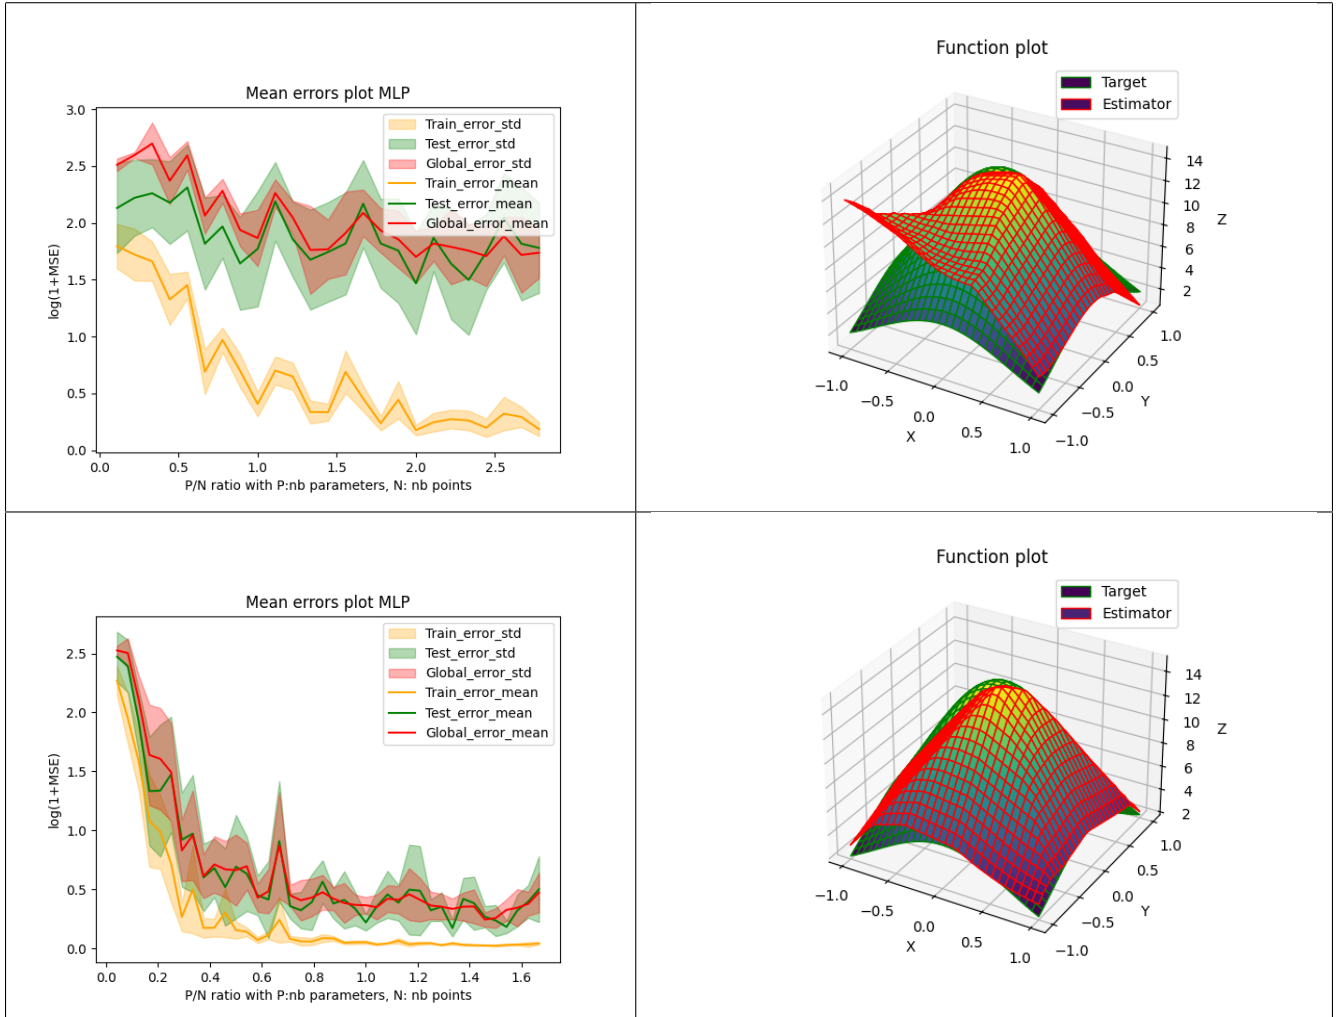 Mean errors plot MLP
3.0
2.5
2.0
1.5
1.0
0.5
0.0
log(1+MSE)
Train_error_std
Test_error_std
Global_error_std
Train_error_mean
Test_error_mean
Global_error_mean
0.0 0.5 1.0 1.5 2.0 2.5
P/N ratio with P:nb parameters, N: nb points
Function plot
Target
Estimator
14
12
10
8
6
4
2
Z
−1.0 −0.5 0.0 0.5 1.0
X
−1.0 −0.5 0.0 0.5 1.0
Y
Mean errors plot MLP
2.5
2.0
1.5
1.0
0.5
0.0
log(1+MSE)
Train_error_std
Test_error_std
Global_error_std
Train_error_mean
Test_error_mean
Global_error_mean
0.0 0.2 0.4 0.6 0.8 1.0 1.2 1.4 1.6
P/N ratio with P:nb parameters, N: nb points
Function plot
Target
Estimator
14
12
10
8
6
4
2
Z
−1.0 −0.5 0.0 0.5 1.0
X
−1.0 −0.5 0.0 0.5 1.0
Y